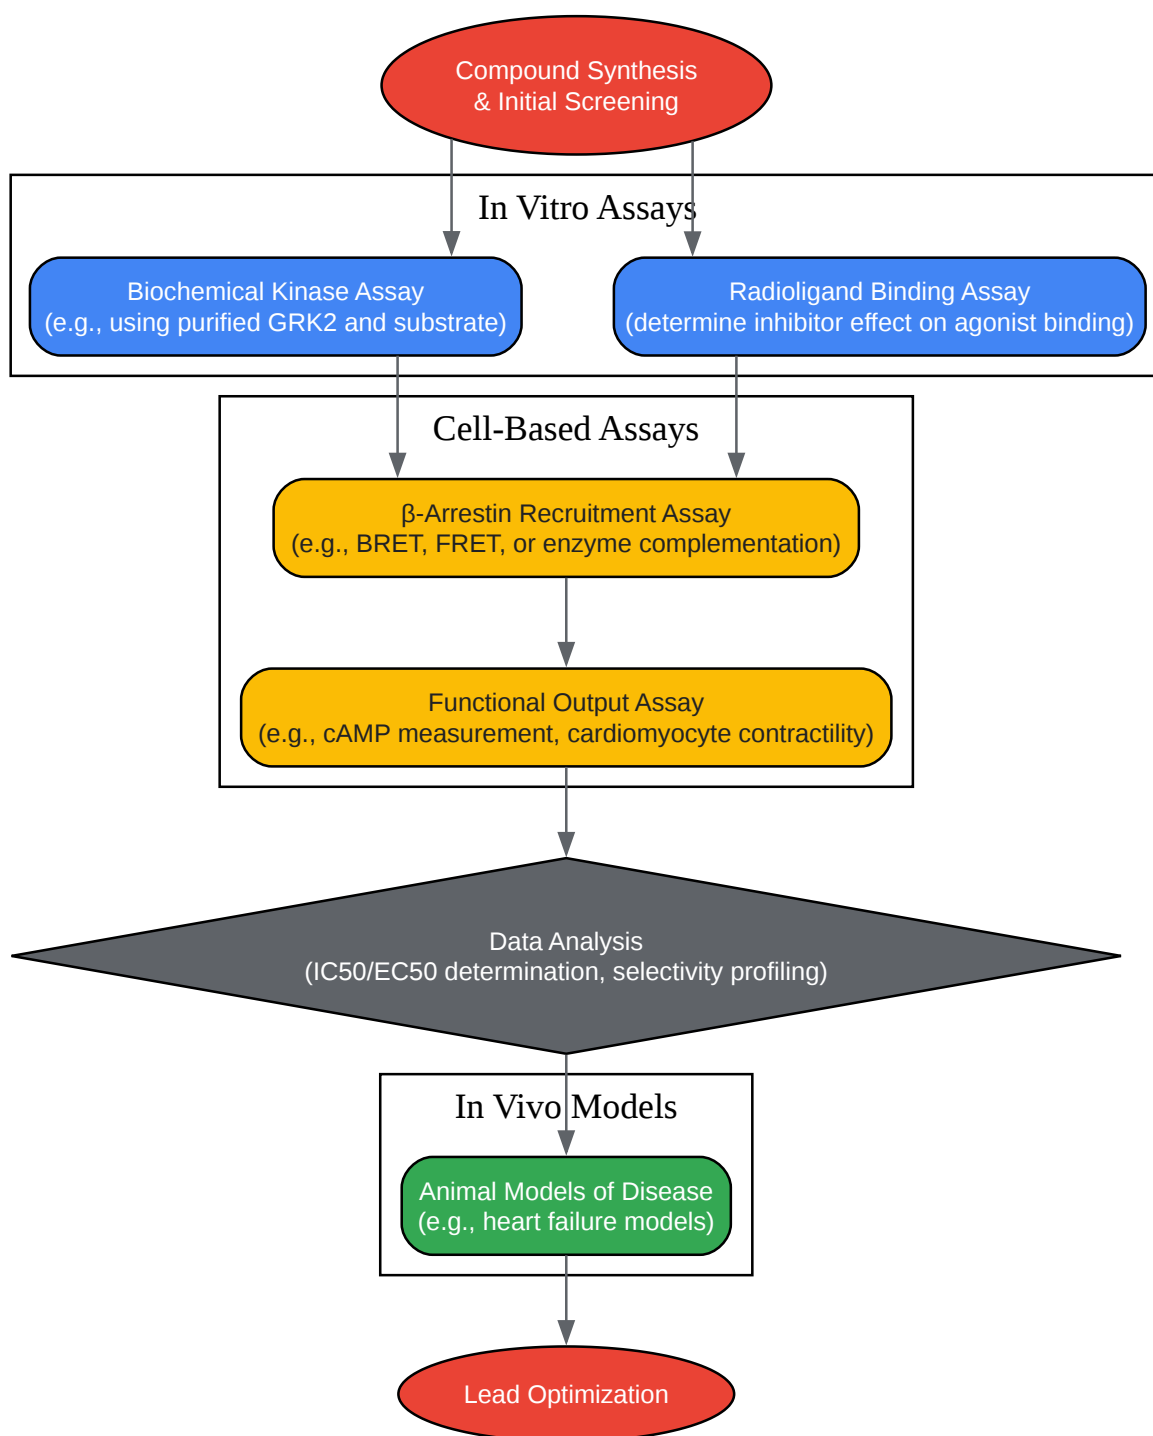 Compound Synthesis
& Initial Screening
In Vitro Assays
Biochemical Kinase Assay
(e.g., using purified GRK2 and substrate)
Radioligand Binding Assay
(determine inhibitor effect on agonist binding)
Cell-Based Assays
β-Arrestin Recruitment Assay
(e.g., BRET, FRET, or enzyme complementation)
Functional Output Assay
(e.g., cAMP measurement, cardiomyocyte contractility)
Data Analysis
(IC50/EC50 determination, selectivity profiling)
In Vivo Models
Animal Models of Disease
(e.g., heart failure models)
Lead Optimization